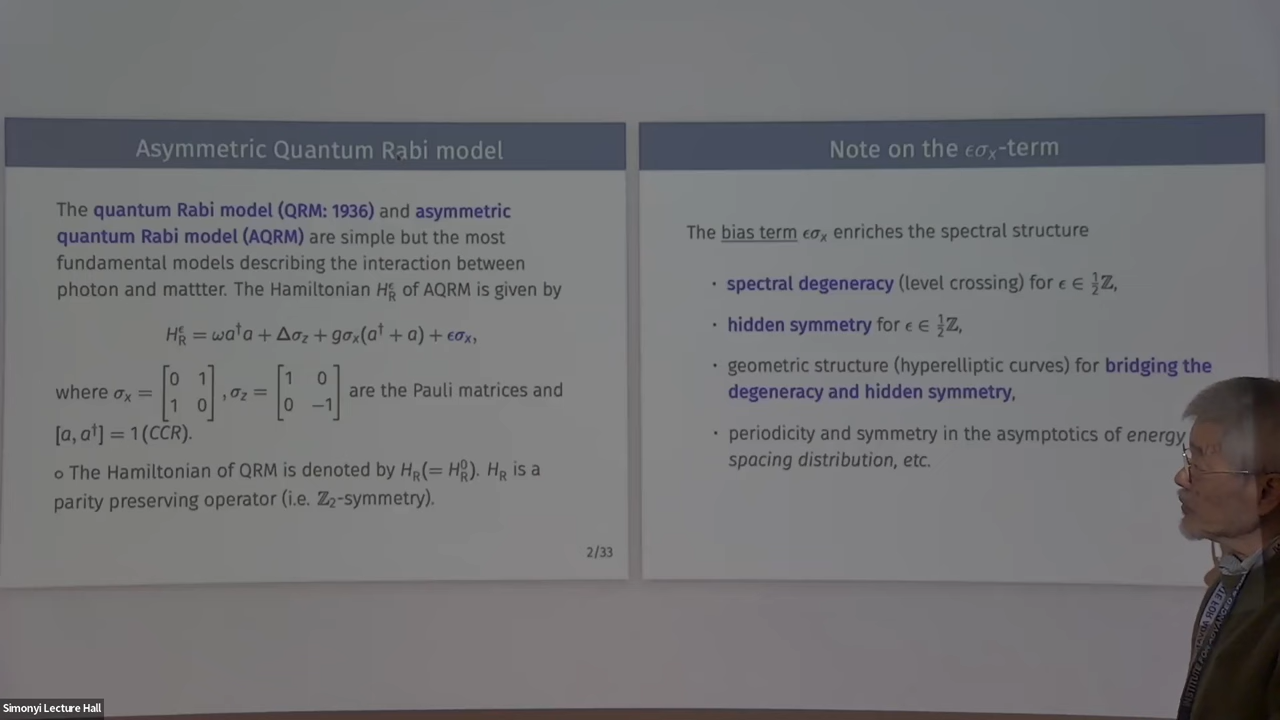 Asymmetric Quantum Rabi model
The quantum Rabi model (QRM: 1936) and asymmetric
quantum Rabi model (AQRM) are simple but the most
fundamental models describing the interaction between
photon and mattter. The Hamiltonian H_R^ϵ of AQRM is given by
H_R^ϵ = ωa†a + Δσ_z + gσ_x(a† + a) + ϵσ_x,
where σ_x = [0 1; 1 0], σ_z = [1 0; 0 −1] are the Pauli matrices and
[a, a†] = 1 (CCR).
o The Hamiltonian of QRM is denoted by H_R(= H_R^0). H_R is a
parity preserving operator (i.e. ℤ₂-symmetry).
2/33
Note on the ϵσ_x-term
The bias term ϵσ_x enriches the spectral structure
· spectral degeneracy (level crossing) for ϵ ∈ ½ℤ,
· hidden symmetry for ϵ ∈ ½ℤ,
· geometric structure (hyperelliptic curves) for bridging the
degeneracy and hidden symmetry,
· periodicity and symmetry in the asymptotics of energy
spacing distribution, etc.
Simonyi Lecture Hall